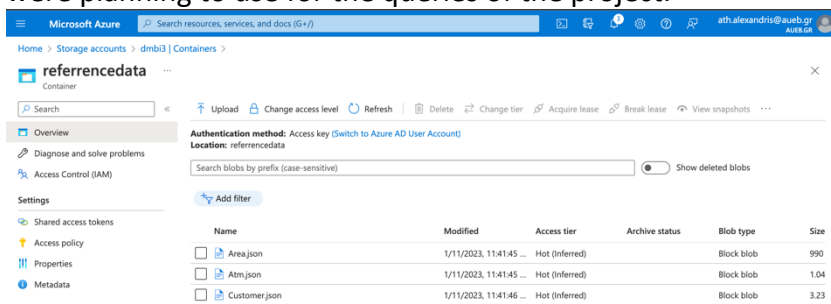 were planning to use for the queries of the project.
Microsoft Azure
Search resources, services, and docs (G+/)
1
ath.alexandris@aueb.gr
AUEB.GR
Home > Storage accounts > dmbi3 | Containers >
referrencedata ...
Container
Search
«
Upload Change access level Refresh Delete Change tier Acquire lease Break lease View snapshots ...
Overview
Diagnose and solve problems
Access Control (IAM)
Settings
Shared access tokens
Access policy
Properties
Metadata
Authentication method: Access key (Switch to Azure AD User Account)
Location: referrencedata
Search blobs by prefix (case-sensitive)
Show deleted blobs
Add filter
Name Modified Access tier Archive status Blob type Size
Area.json 1/11/2023, 11:41:45 ... Hot (Inferred) Block blob 990
Atm.json 1/11/2023, 11:41:45 ... Hot (Inferred) Block blob 1.04
Customer.json 1/11/2023, 11:41:46 ... Hot (Inferred) Block blob 3.23